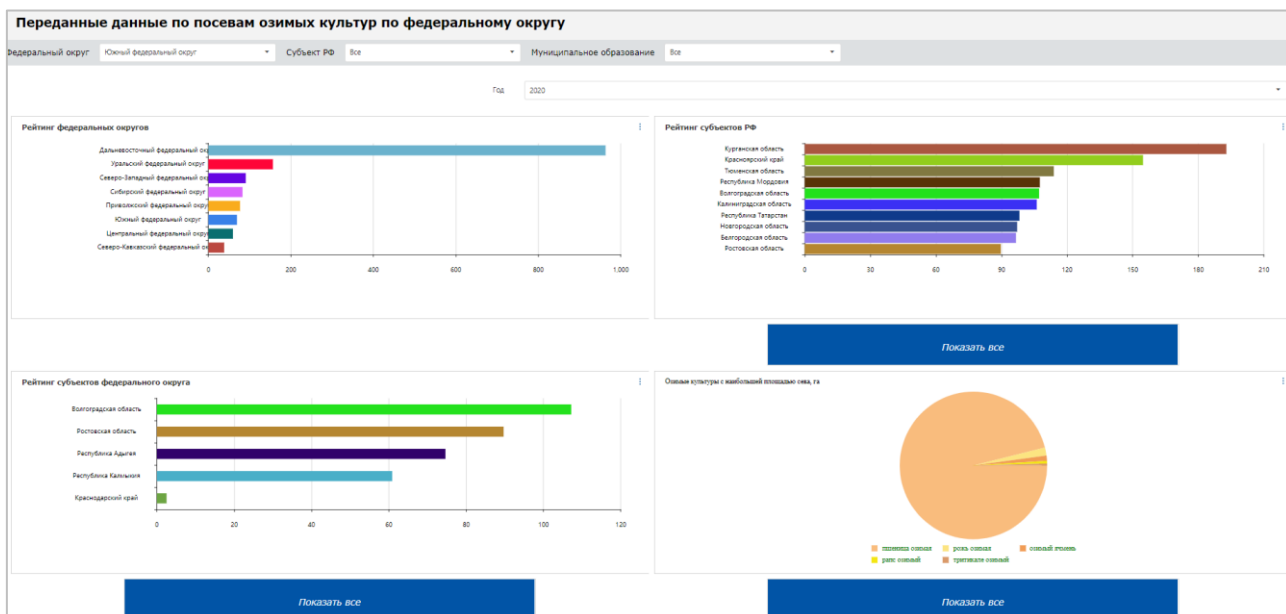 Переданные данные по посевам озимых культур по федеральному округу
Федеральный округ Южный федеральный округ Субъект РФ Все Муниципальное образование Все
Год 2020
Рейтинг федеральных округов
Дальневосточный федеральный ок
Уральский федеральный округ
Северо-Западный федеральный ок
Сибирский федеральный округ
Приволжский федеральный окру
Южный федеральный округ
Центральный федеральный окру
Северо-Кавказский федеральный ок
0 200 400 600 800 1,000
Рейтинг субъектов РФ
Курганская область
Красноярский край
Тюменская область
Республика Мордовия
Волгоградская область
Калининградская область
Республика Татарстан
Новгородская область
Белгородская область
Ростовская область
0 30 60 90 120 150 180 210
Показать все
Рейтинг субъектов федерального округа
Волгоградская область
Ростовская область
Республика Адыгея
Республика Калмыкия
Краснодарский край
0 20 40 60 80 100 120
Показать все
Озимые культуры с наибольшей площадью сева, га
пшеница озимая рожь озимая озимый ячмень
рапс озимый тритикале озимый
Показать все